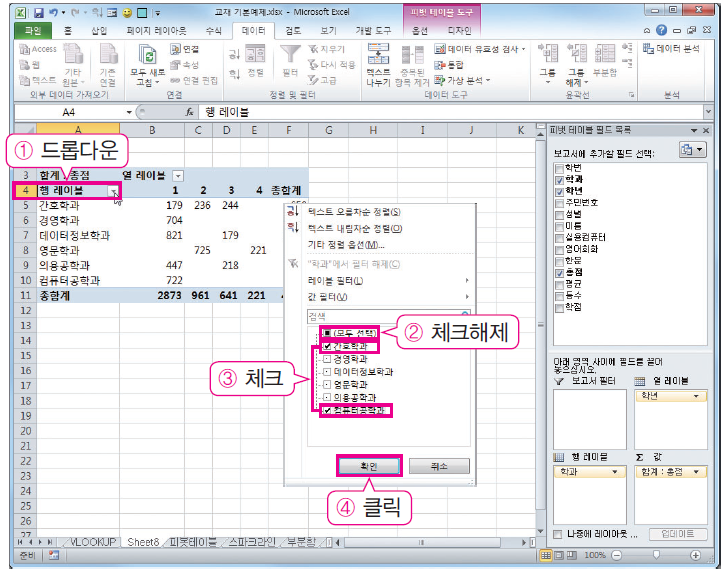 교재 기본예제.xlsx - Microsoft Excel
피벗 테이블 도구
파일 홈 삽입 페이지 레이아웃 수식 데이터 검토 보기 개발 도구 옵션 디자인
Access
웹
텍스트
기타 원본
기존 연결
외부 데이터 가져오기
모두 새로 고침
연결
속성
연결 편집
연결
정렬
필터
지우기
다시 적용
고급
정렬 및 필터
텍스트 나누기
중복된 항목 제거
데이터 유효성 검사
통합
가상 분석
데이터 도구
그룹
그룹 해제
부분합
윤곽선
데이터 분석
분석
A4 fx 행 레이블
A B C D E F G H I J K
① 드롭다운
3 합계 : 총점 열 레이블
4 행 레이블 1 2 3 4 총합계
5 간호학과 179 236 244
6 경영학과 704
7 데이터정보학과 821 179
8 영문학과 725 221
9 의용공학과 447 218
10 컴퓨터공학과 722
11 총합계 2873 961 641 221
12
13
14
15
16
17
18
19
20
21
22
23
24
25
26
27
텍스트 오름차순 정렬(S)
텍스트 내림차순 정렬(O)
기타 정렬 옵션(M)...
"학과"에서 필터 해제(C)
레이블 필터(L)
값 필터(V)
검색
(모두 선택)
간호학과
경영학과
데이터정보학과
영문학과
의용공학과
컴퓨터공학과
② 체크해제
③ 체크
확인 취소
④ 클릭
피벗 테이블 필드 목록
보고서에 추가할 필드 선택:
학번
학과
학년
주민번호
성별
이름
실용컴퓨터
영어회화
한문
총점
평균
등수
학점
아래 영역 사이에 필드를 끌어
놓으십시오.
보고서 필터 열 레이블
학년
행 레이블 Σ 값
학과 합계 : 총점
나중에 레이아웃 ... 업데이트
VLOOKUP Sheet8 피봇테이블 스파크라인 부분합
준비 100%